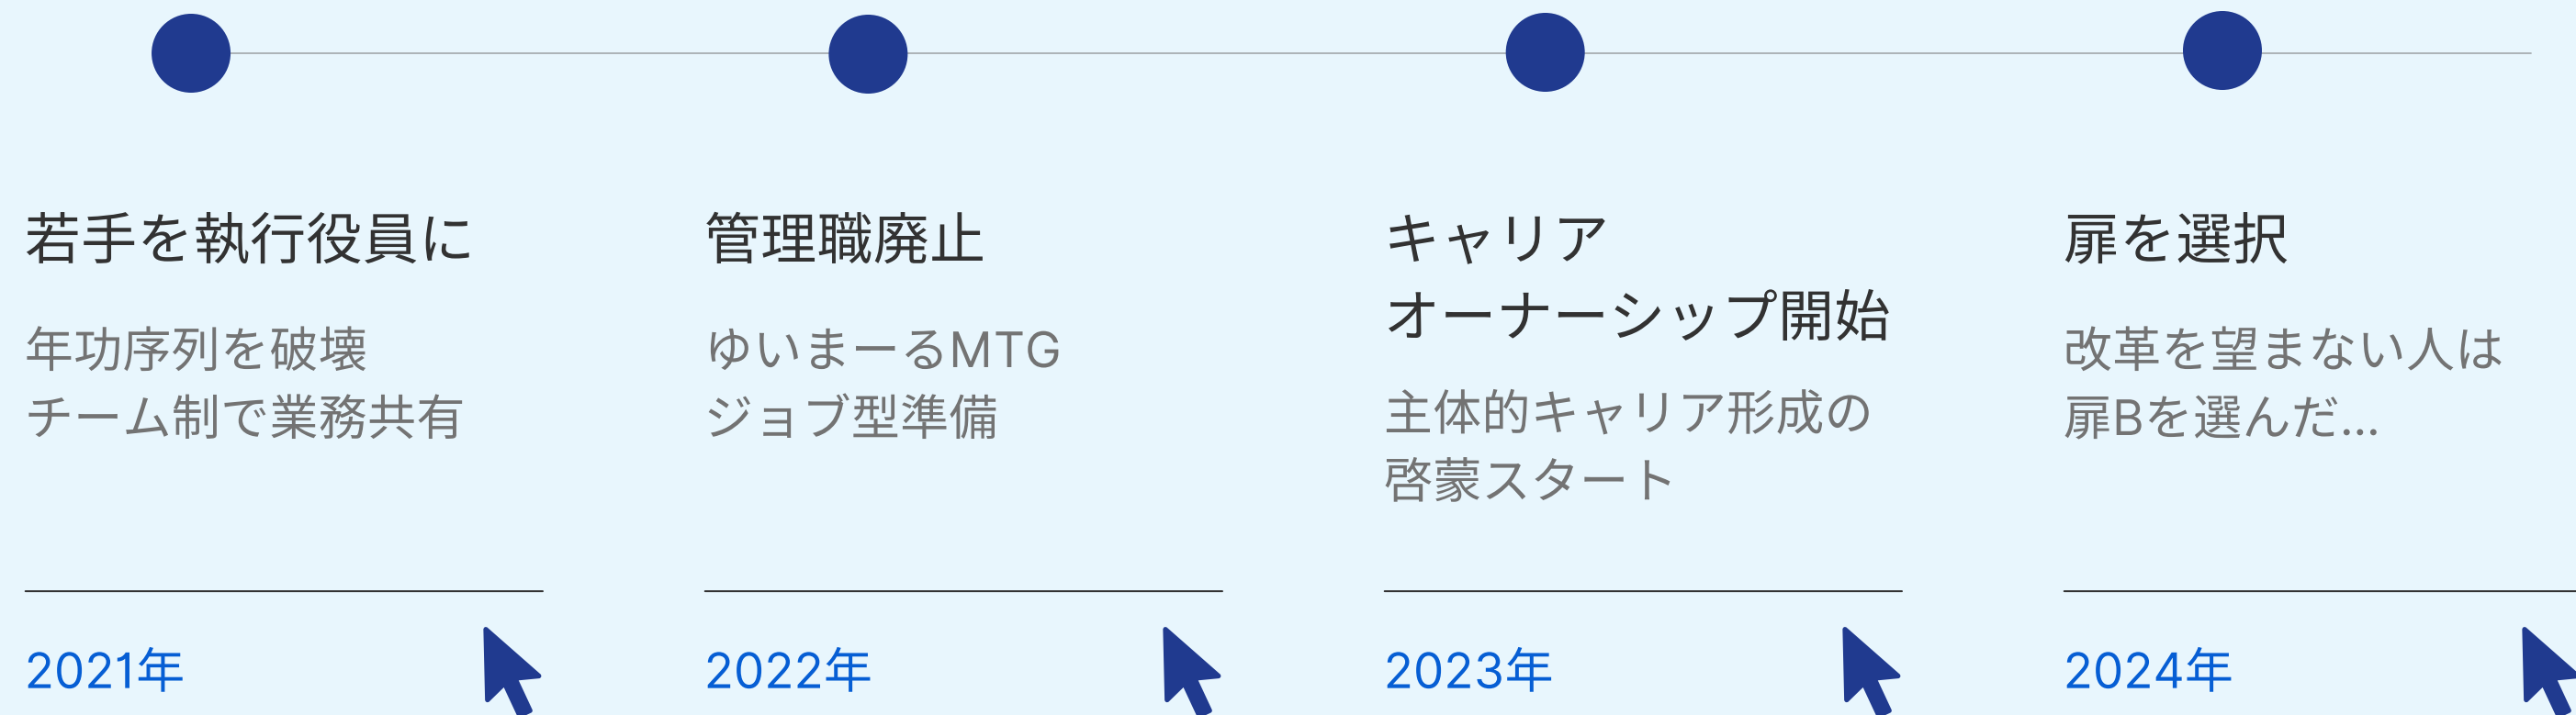 若手を執行役員に
年功序列を破壊
チーム制で業務共有
2021年
管理職廃止
ゆいまーるMTG
ジョブ型準備
2022年
キャリア
オーナーシップ開始
主体的キャリア形成の
啓蒙スタート
2023年
扉を選択
改革を望まない人は
扉Bを選んだ...
2024年